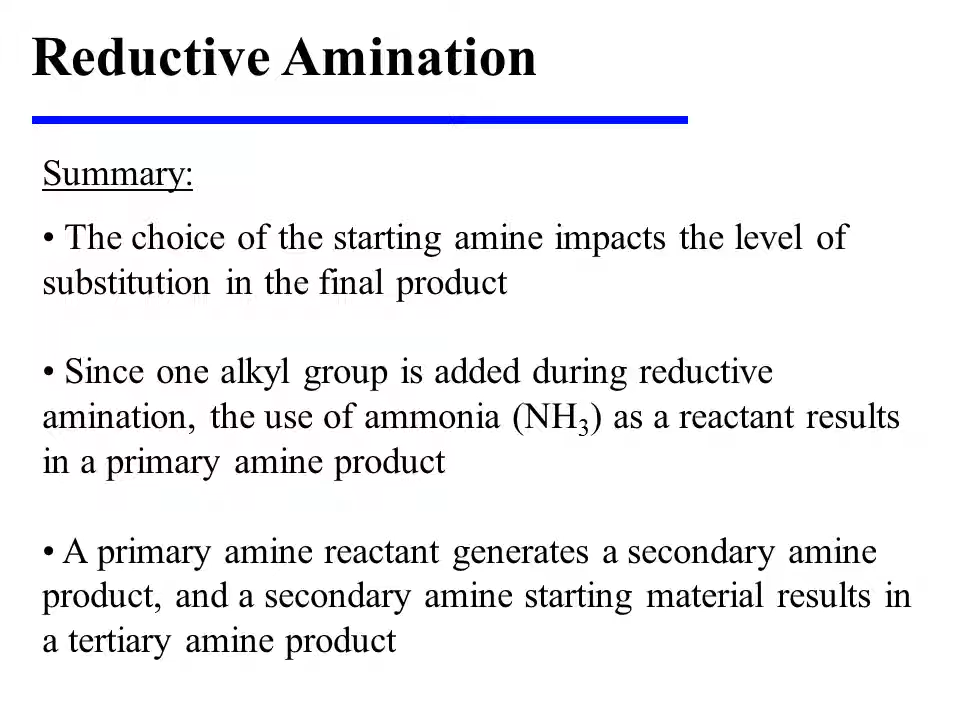 Reductive Amination
Summary:
• The choice of the starting amine impacts the level of
substitution in the final product
• Since one alkyl group is added during reductive
amination, the use of ammonia (NH₃) as a reactant results
in a primary amine product
• A primary amine reactant generates a secondary amine
product, and a secondary amine starting material results in
a tertiary amine product